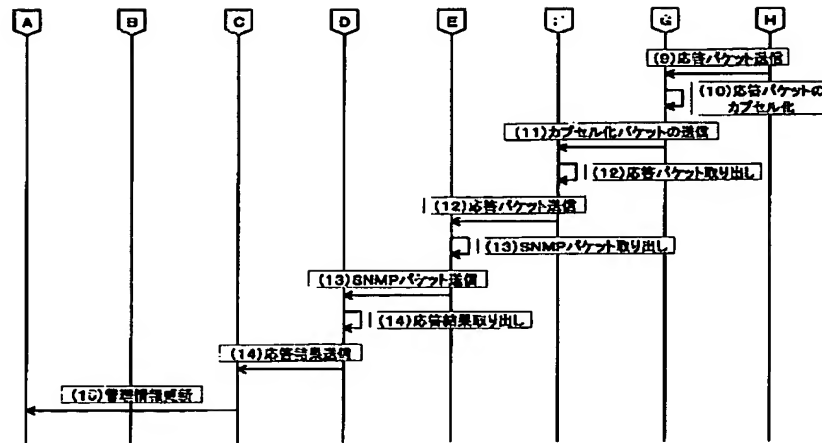 A B C D E F G H
(9)応答パケット送信
(10)応答パケットの
カプセル化
(11)カプセル化パケットの送信
(12)応答パケット取り出し
(12)応答パケット送信
(13)SNMPパケット取り出し
(13)SNMPパケット送信
(14)応答結果取り出し
(14)応答結果送信
(15)管理情報更新